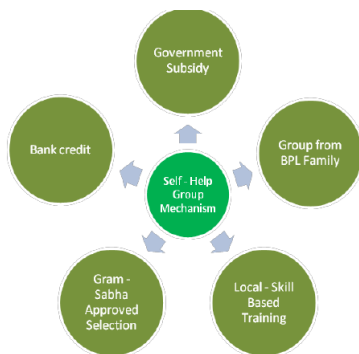 Government
Subsidy
Bank credit
Group from
BPL Family
Self - Help
Group
Mechanism
Gram -
Sabha
Approved
Selection
Local - Skill
Based
Training